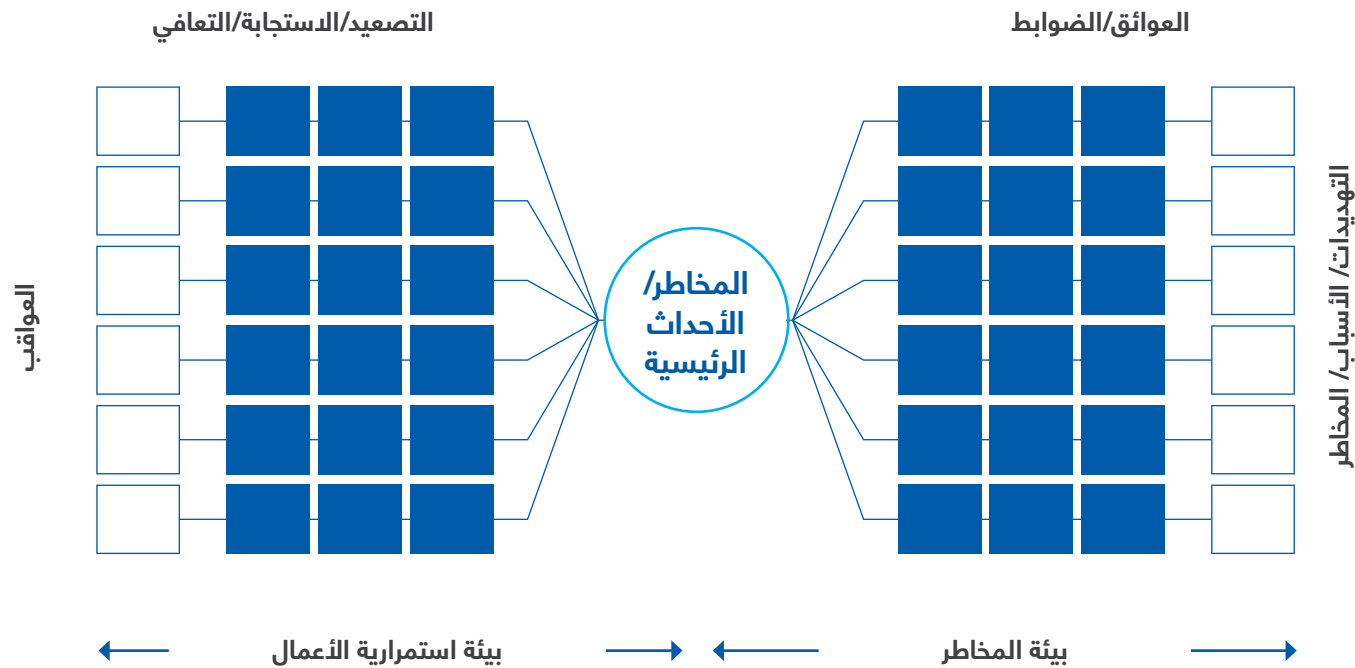 العوائق/الضوابط
التصعيد/الاستجابة/التعافي
التهديدات/ الأسباب/ المخاطر
المخاطر/
الأحداث
الرئيسية
العواقب
بيئة المخاطر
بيئة استمرارية الأعمال